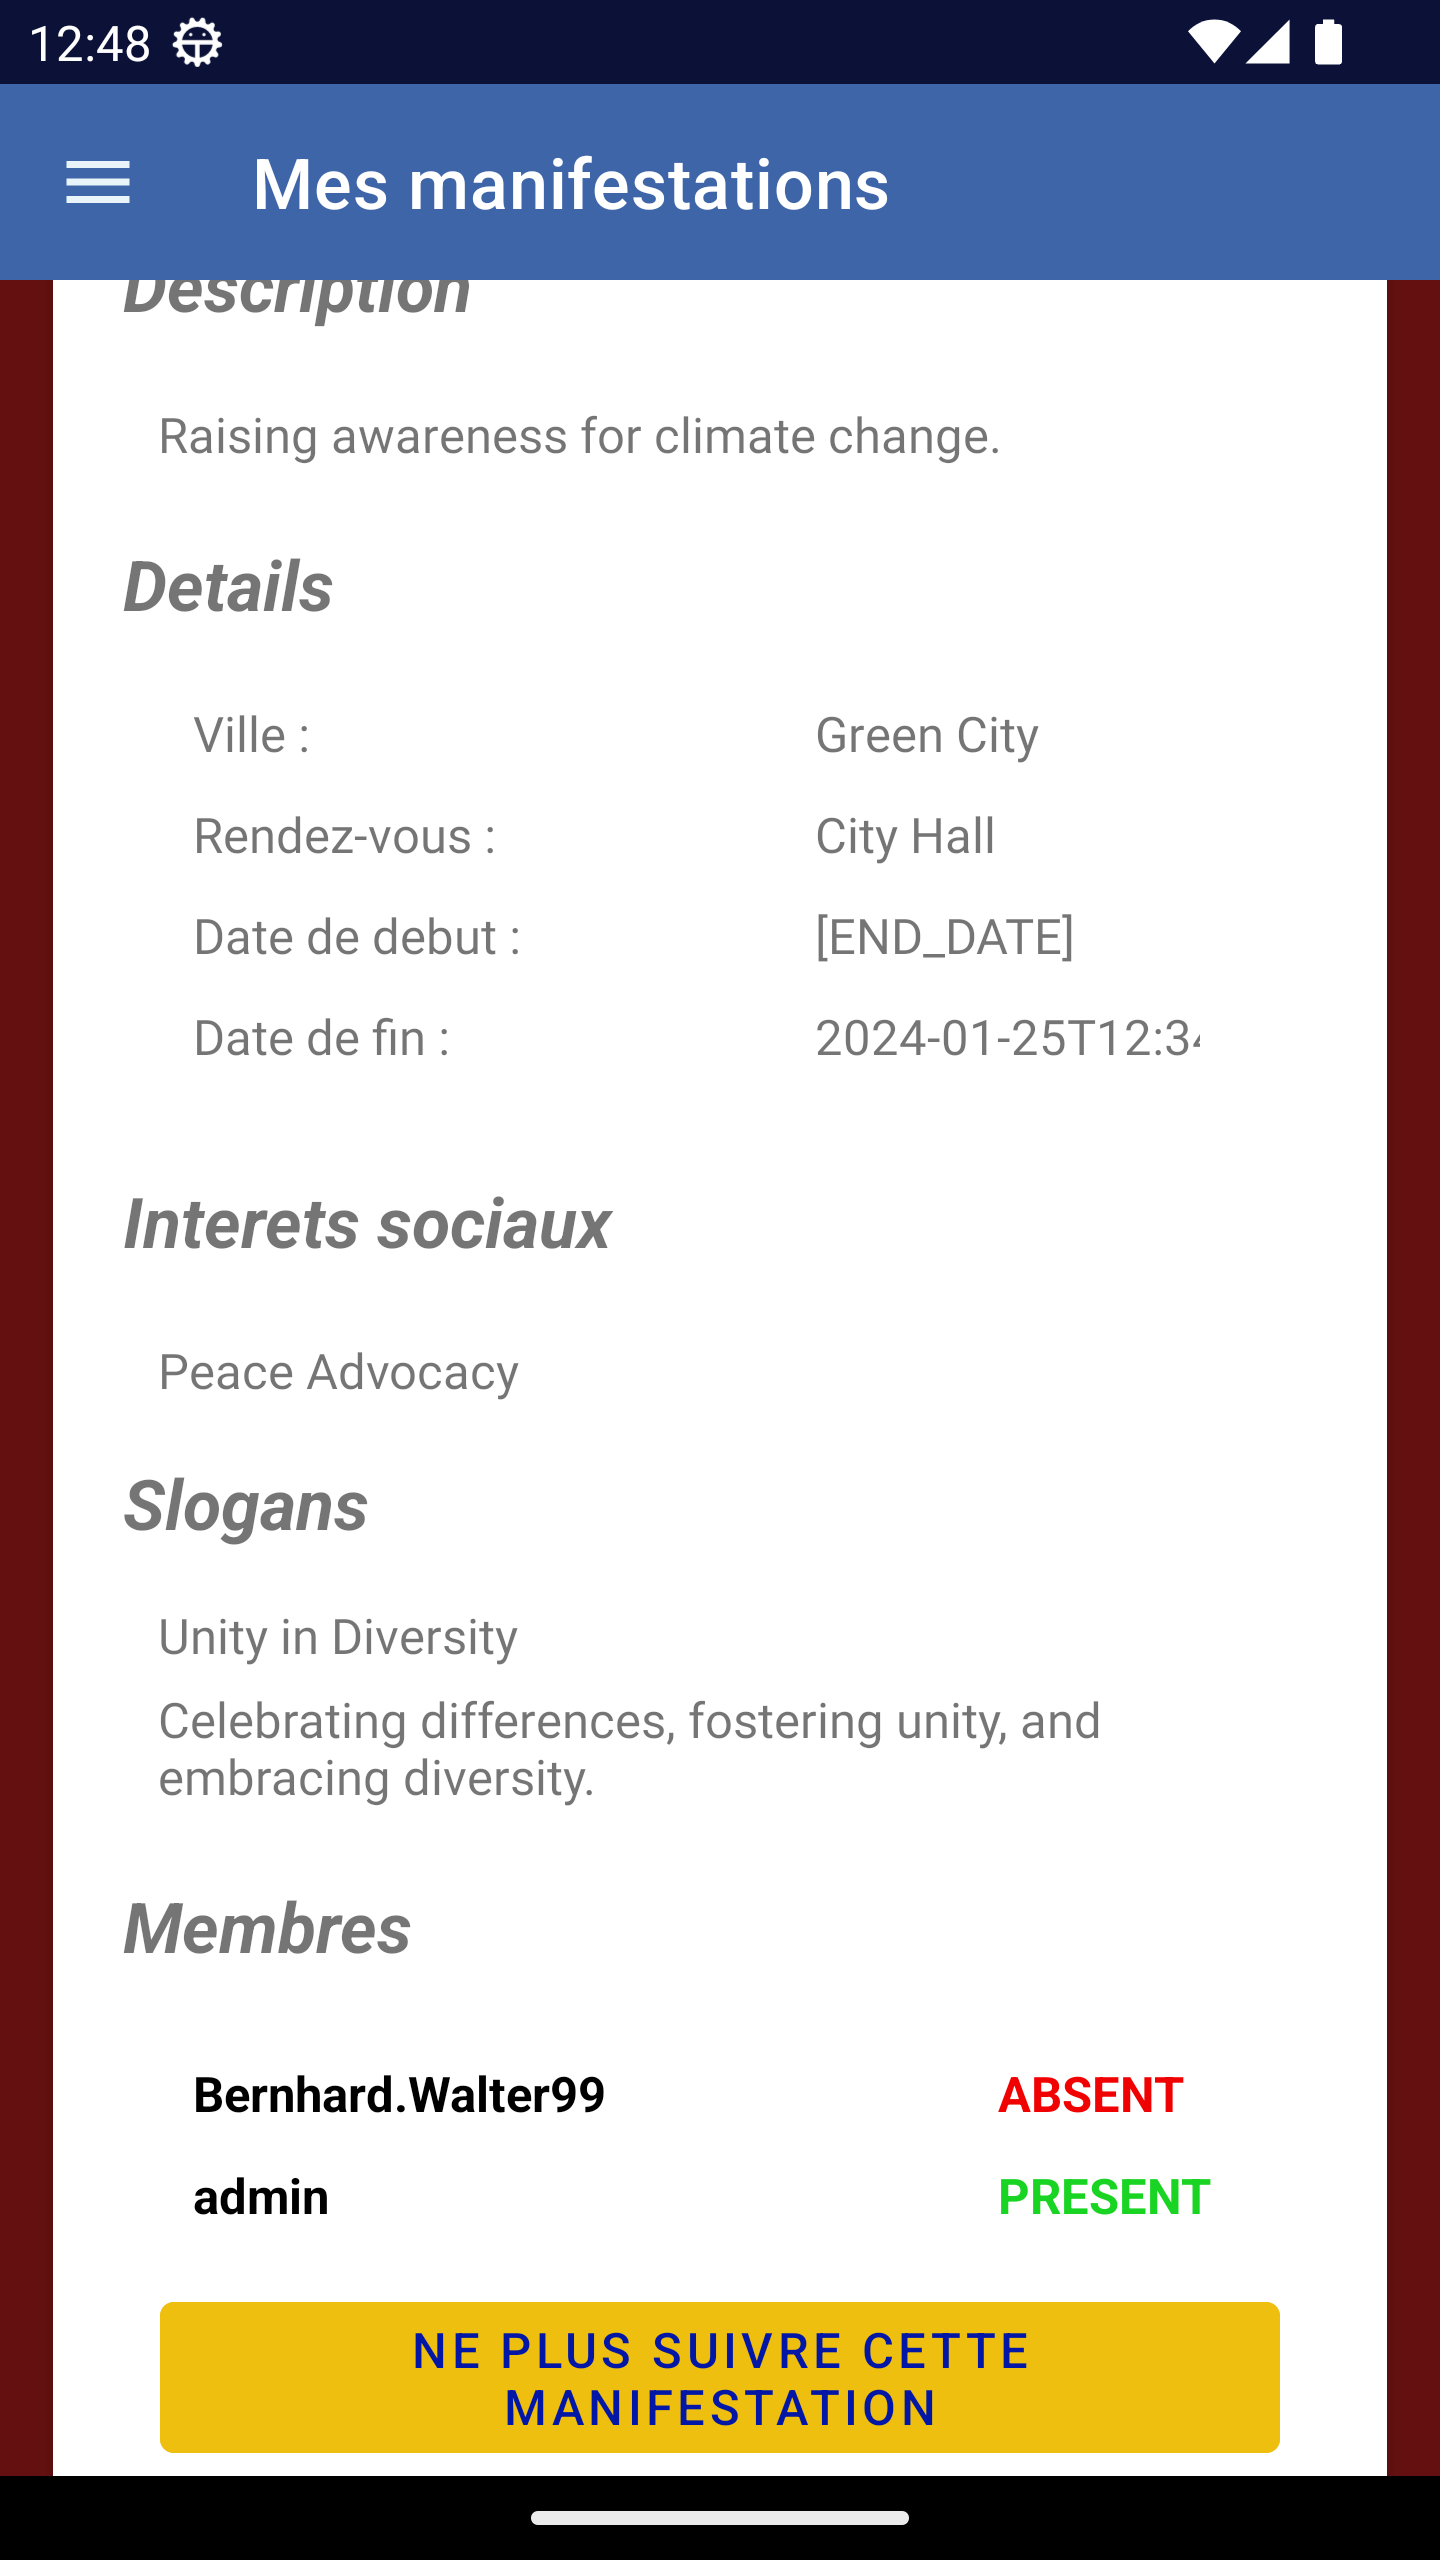 12:48
Mes manifestations
Description
Raising awareness for climate change.
Details
Ville : Green City
Rendez-vous : City Hall
Date de debut : [END_DATE]
Date de fin : 2024-01-25T12:34
Interets sociaux
Peace Advocacy
Slogans
Unity in Diversity
Celebrating differences, fostering unity, and
embracing diversity.
Membres
Bernhard.Walter99 ABSENT
admin PRESENT
NE PLUS SUIVRE CETTE
MANIFESTATION